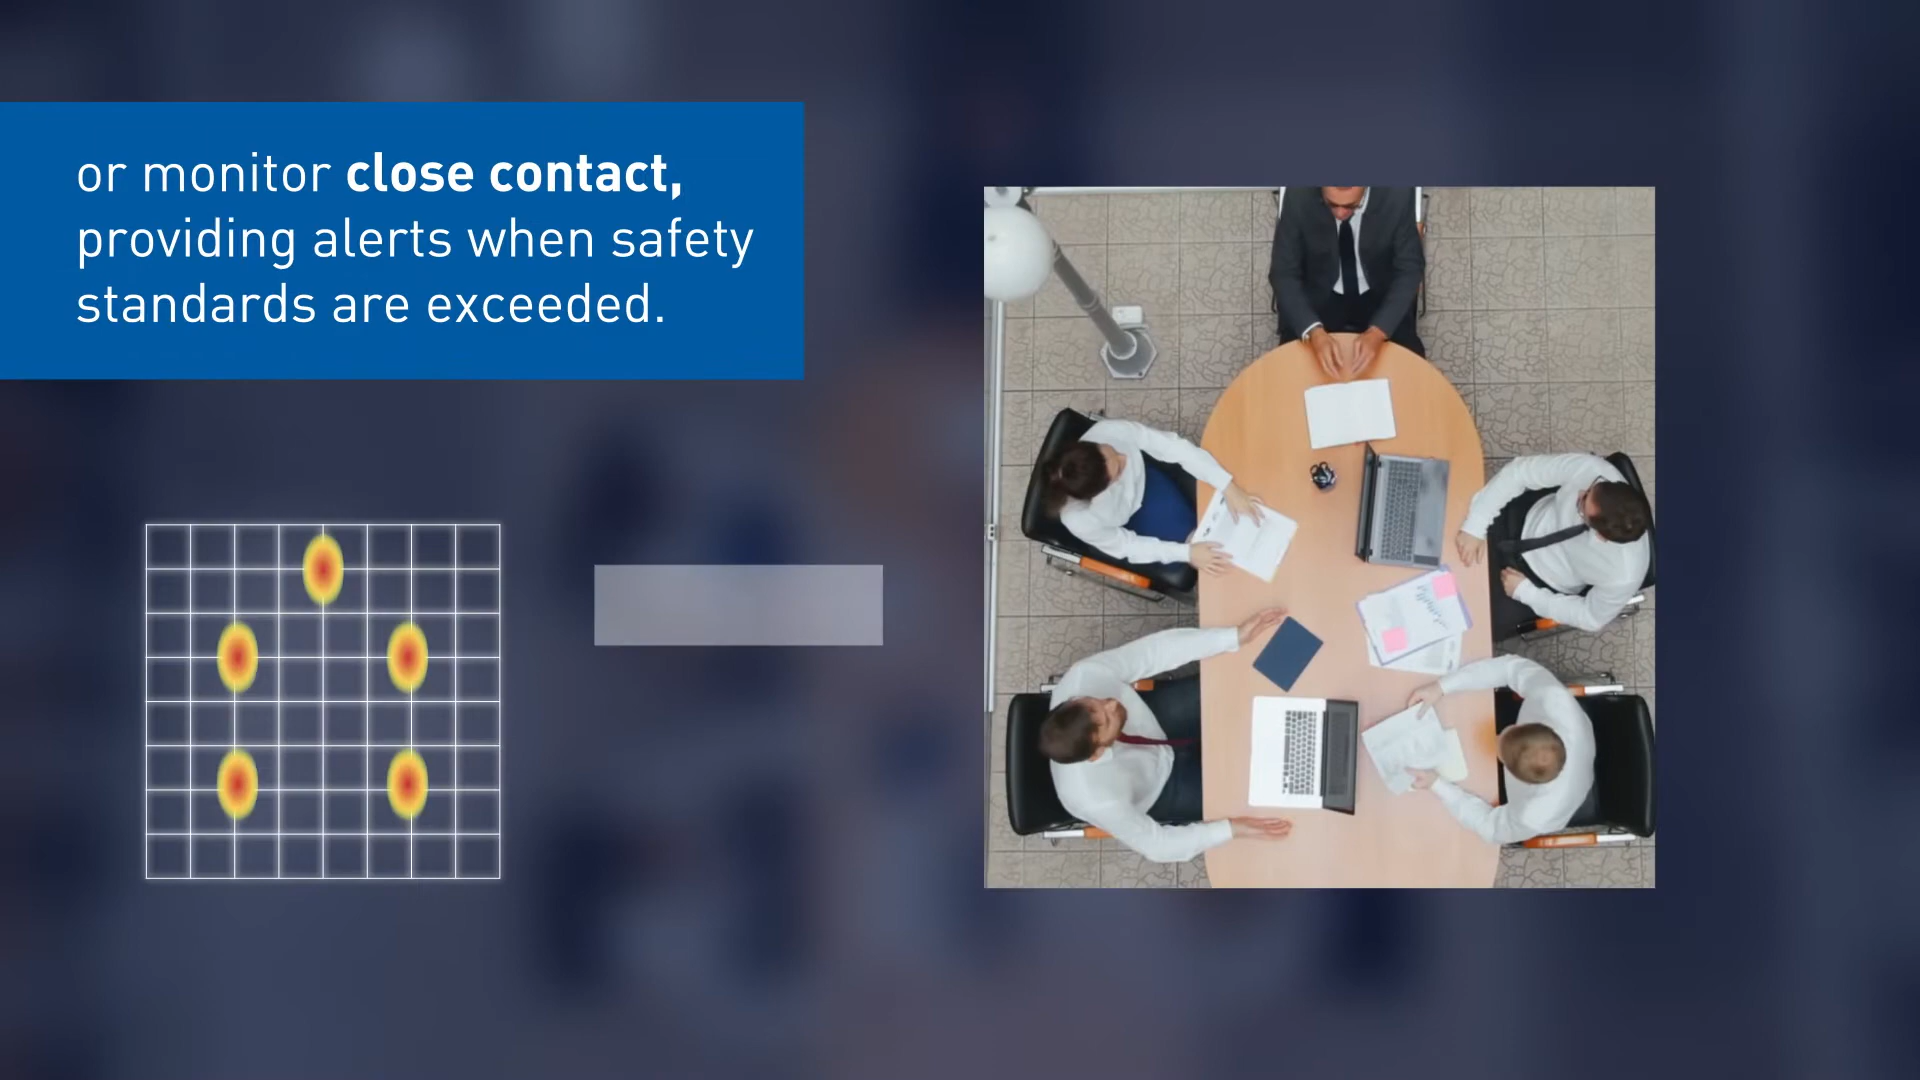 or monitor close contact,
providing alerts when safety
standards are exceeded.